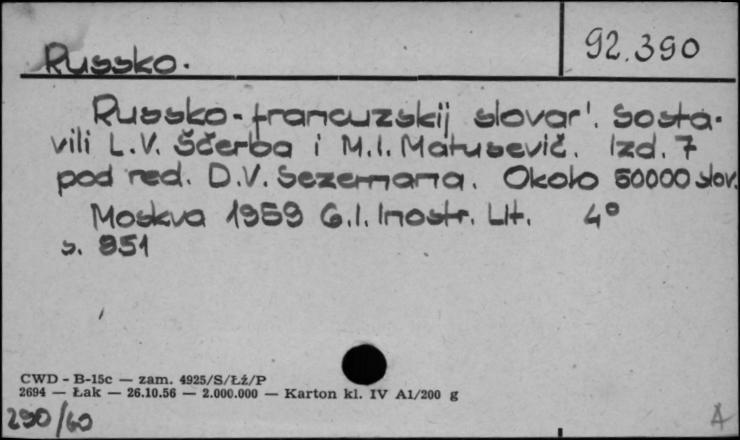 92.390
Russko.
Russko-francuzskij slovar'. Sosta-
vili L.V. Ščerba i M.I. Matusevič. Izd. 7
pod red. D.V. Sezemana. Około 50000 slov.
Moskva 1959 G.I. Inostr. Lit. 4°
s. 851
CWD - B-15c — zam. 4925/S/Łź/P
2694 — Łak — 26.10.56 — 2.000.000 — Karton kl. IV A1/200 g
290/60
A